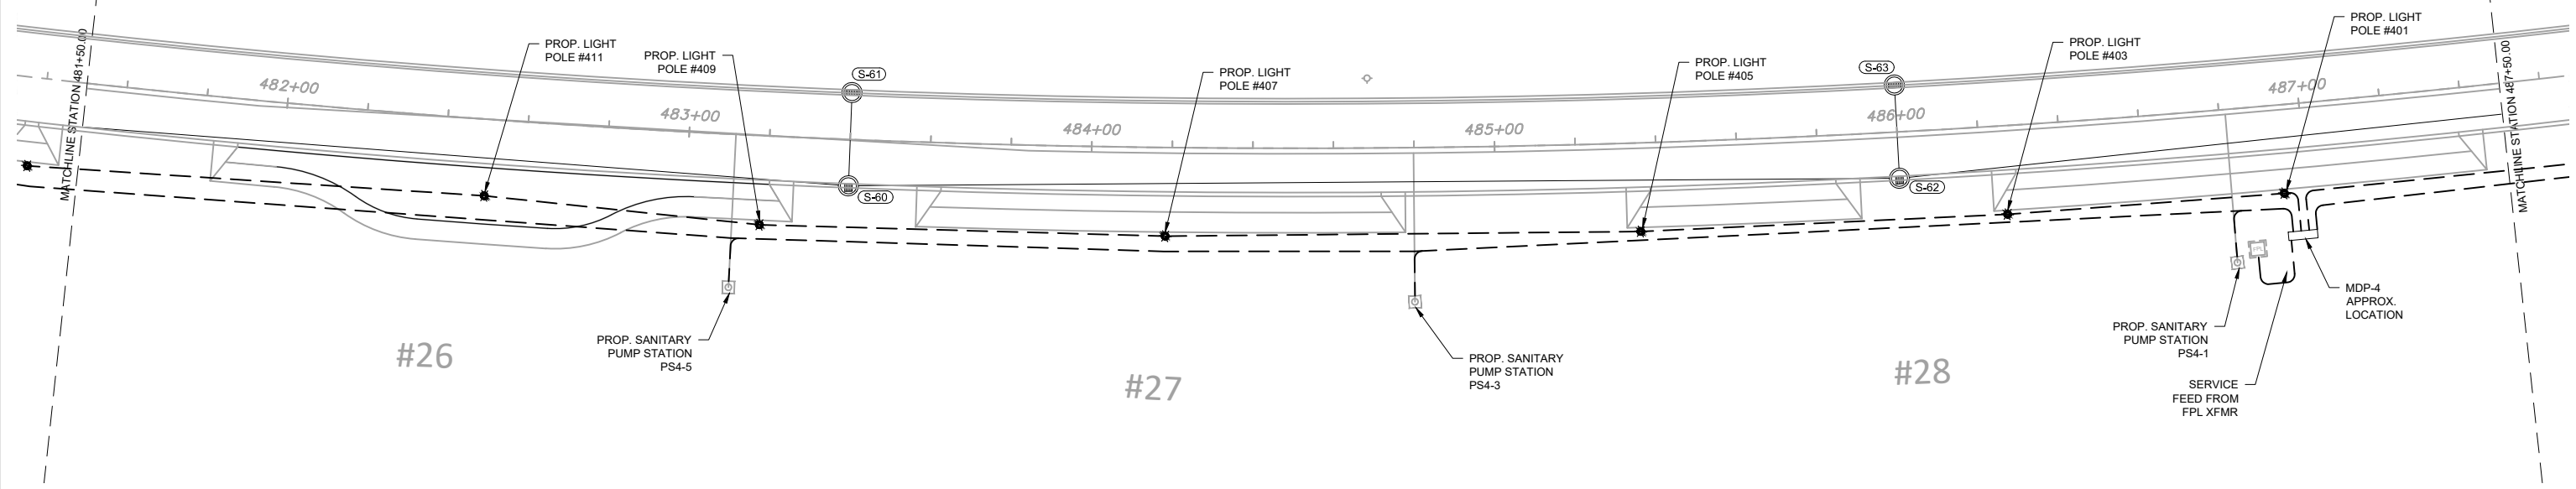 MATCHLINE STATION 481+50.00
482+00
PROP. LIGHT
POLE #411
PROP. LIGHT
POLE #409
483+00
S-61
S-60
PROP. LIGHT
POLE #407
484+00
485+00
PROP. LIGHT
POLE #405
S-63
486+00
S-62
PROP. LIGHT
POLE #403
PROP. LIGHT
POLE #401
487+00
MATCHLINE STATION 487+50.00
#26
PROP. SANITARY
PUMP STATION
PS4-5
#27
PROP. SANITARY
PUMP STATION
PS4-3
#28
PROP. SANITARY
PUMP STATION
PS4-1
SERVICE
FEED FROM
FPL XFMR
MDP-4
APPROX.
LOCATION